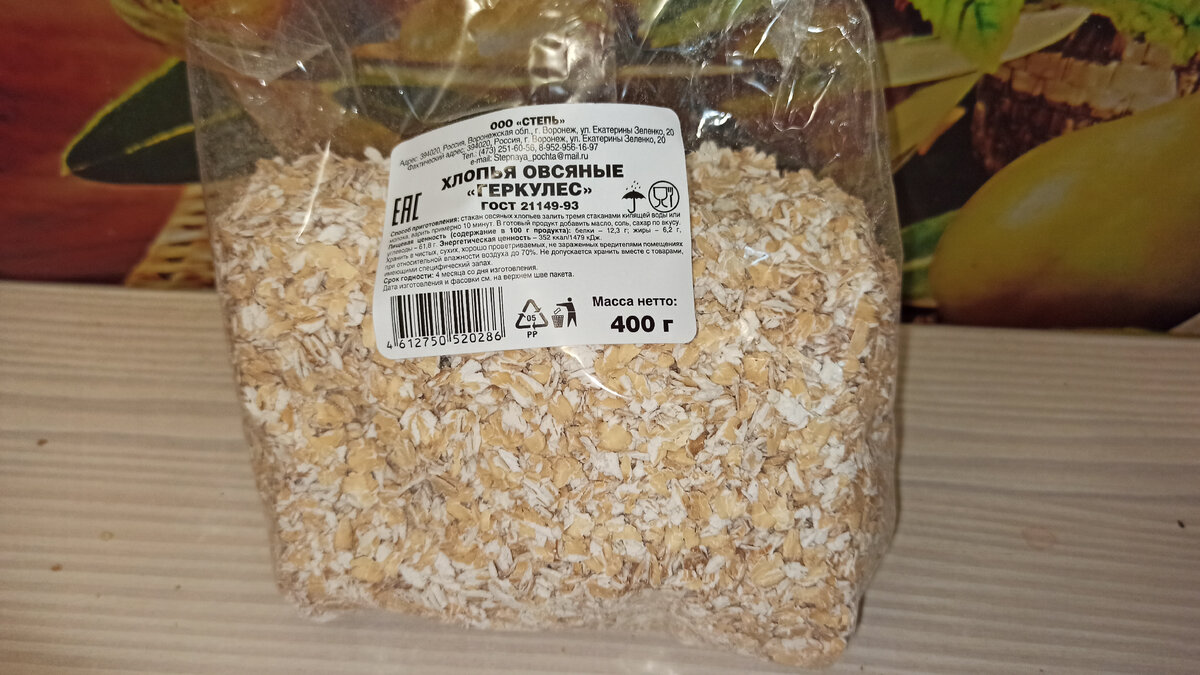 ООО «СТЕПЬ»
Адрес: 394020, Россия, Воронежская обл., г. Воронеж, ул. Екатерины Зеленко, 20
Фактический адрес: 394020, Россия, г. Воронеж, ул. Екатерины Зеленко, 20
Тел. (473) 251-60-56, 8-952-956-16-97
e-mail: Stepnaya_pochta@mail.ru
ХЛОПЬЯ ОВСЯНЫЕ
«ГЕРКУЛЕС»
ГОСТ 21149-93
EAC
Способ приготовления: стакан овсяных хлопьев залить тремя стаканами кипящей воды или
молока, варить примерно 10 минут. В готовый продукт добавить масло, соль, сахар по вкусу.
Пищевая ценность (содержание в 100 г продукта): белки – 12,3 г; жиры – 6,2 г,
углеводы – 61,8 г. Энергетическая ценность – 352 ккал/1479 кДж.
Хранить в чистых, сухих, хорошо проветриваемых, не зараженных вредителями помещениях
при относительной влажности воздуха до 70%. Не допускается хранить вместе с товарами,
имеющими специфический запах.
Срок годности: 4 месяца со дня изготовления.
Дата изготовления и фасовки см. на верхнем шве пакета.
4 612750 520286
05
PP
Масса нетто:
400 г